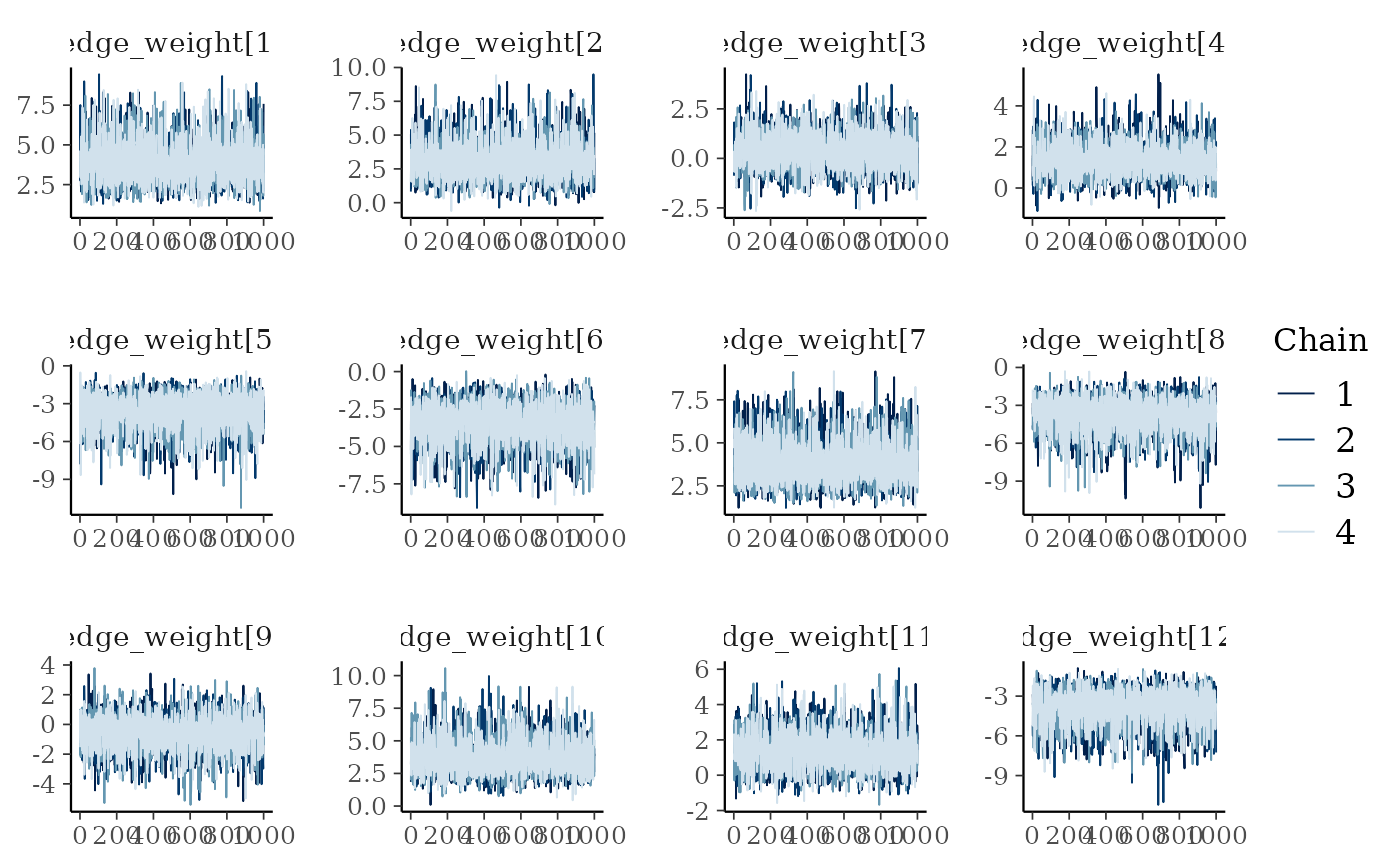 edge_weight[1 edge_weight[2 edge_weight[3 edge_weight[4
7.5 5.0 2.5
10.0 7.5 5.0 2.5 0.0
2.5 0.0 -2.5
4 2 0
0 200 400 600 800 1000 0 200 400 600 800 1000 0 200 400 600 800 1000 0 200 400 600 800 1000
edge_weight[5 edge_weight[6 edge_weight[7 edge_weight[8
0 -3 -6 -9
0.0 -2.5 -5.0 -7.5
7.5 5.0 2.5
0 -3 -6 -9
0 200 400 600 800 1000 0 200 400 600 800 1000 0 200 400 600 800 1000 0 200 400 600 800 1000
Chain
1
2
3
4
edge_weight[9 dge_weight[10 dge_weight[11 dge_weight[12
4 2 0 -2 -4
10.0 7.5 5.0 2.5 0.0
6 4 2 0 -2
-3 -6 -9
0 200 400 600 800 1000 0 200 400 600 800 1000 0 200 400 600 800 1000 0 200 400 600 800 1000